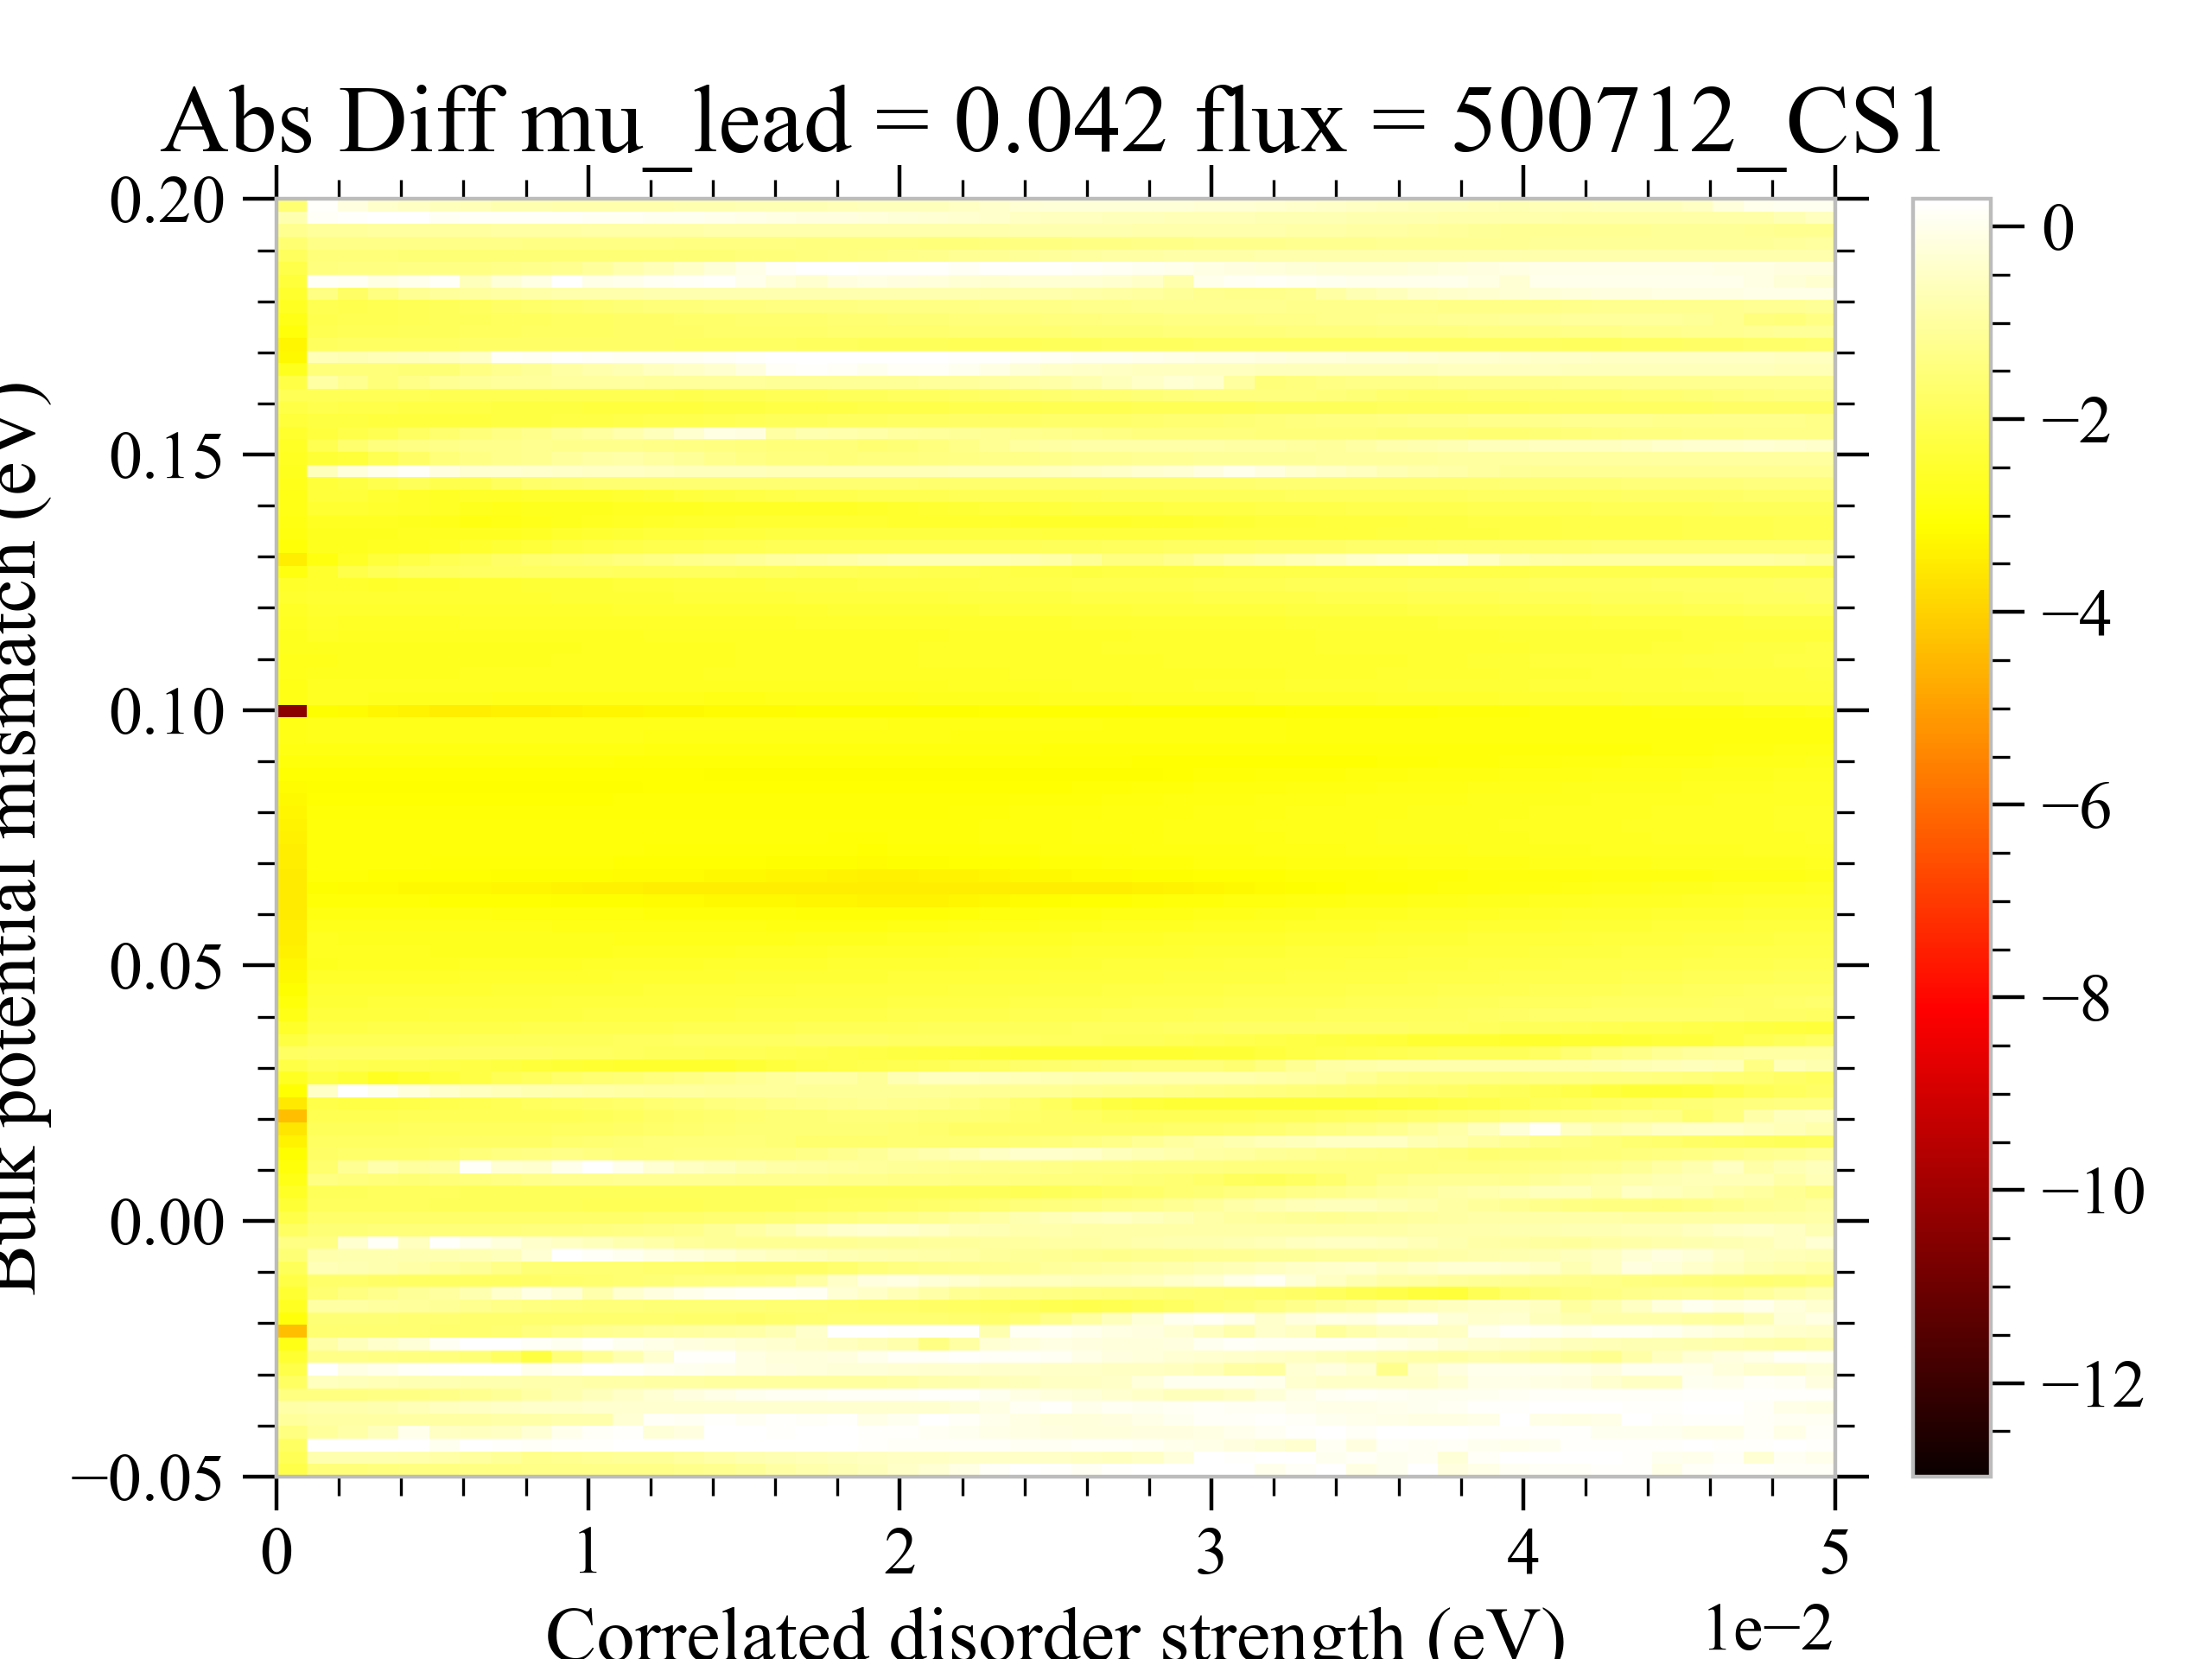 Abs Diff mu_lead = 0.042 flux = 500712_CS1
0.20
0.15
0.10
0.05
0.00
−0.05
Bulk potential mismatch (eV)
0 1 2 3 4 5
Correlated disorder strength (eV)
1e−2
0
−2
−4
−6
−8
−10
−12